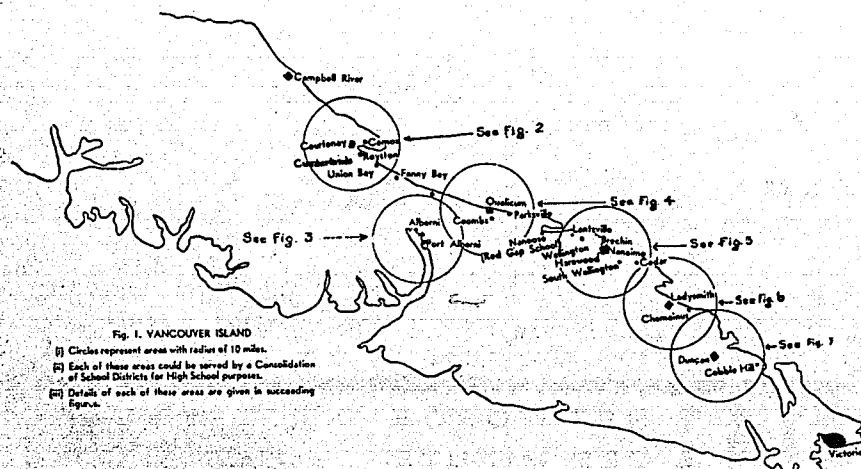 Campbell River
See Fig. 2
Courtenay
Comox
Cumberland
Royston
Union Bay
Fanny Bay
Qualicum
See Fig 4
Parksville
Coombs
Alberni
Port Alberni
See Fig. 3
Lantzville
Nanoose
(Red Gap School)
Wellington
Brechin
Nanaimo
See Fig. 5
Harewood
South Wellington
Cedar
Ladysmith
See Fig 6
Chemainus
See Fig. 7
Duncan
Cobble Hill
Victoria
Fig. 1. VANCOUVER ISLAND
(i) Circles represent areas with radius of 10 miles.
(ii) Each of these areas could be served by a Consolidation
of School Districts for High School purposes.
(iii) Details of each of these areas are given in succeeding
figures.